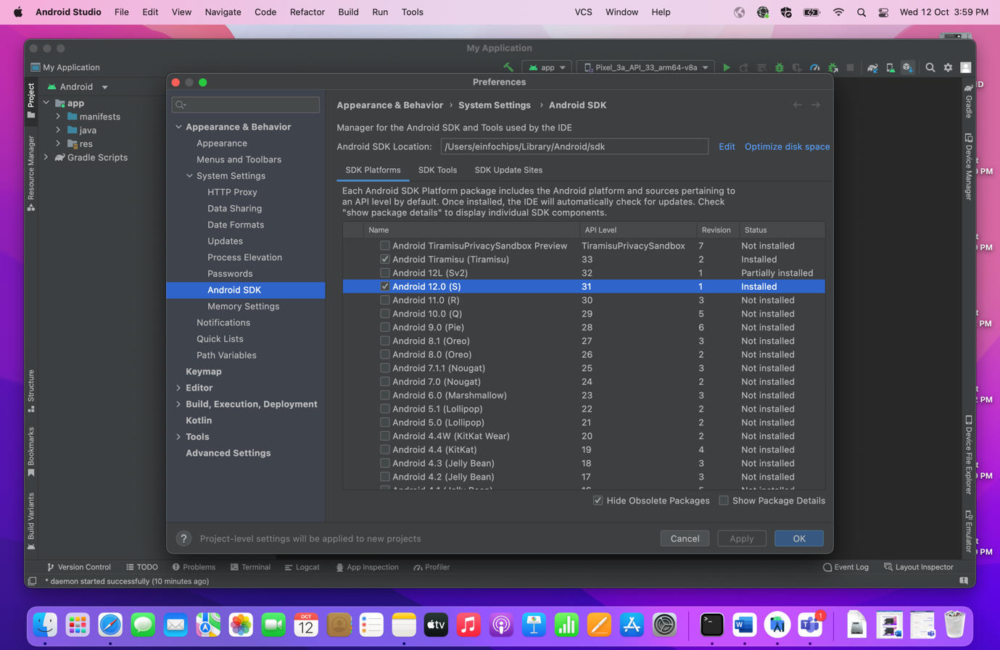 Android Studio File Edit View Navigate Code Refactor Build Run Tools VCS Window Help Wed 12 Oct 3:59 PM
My Application
My Application
app
Pixel_3a_API_33_arm64-v8a
Project
Resource Manager
Structure
Bookmarks
Build Variants
Android
app
manifests
java
res
Gradle Scripts
Preferences
Appearance & Behavior
Appearance
Menus and Toolbars
System Settings
HTTP Proxy
Data Sharing
Date Formats
Updates
Process Elevation
Passwords
Android SDK
Memory Settings
Notifications
Quick Lists
Path Variables
Keymap
Editor
Build, Execution, Deployment
Kotlin
Tools
Advanced Settings
Appearance & Behavior › System Settings › Android SDK
Manager for the Android SDK and Tools used by the IDE
Android SDK Location: /Users/einfochips/Library/Android/sdk Edit Optimize disk space
SDK Platforms SDK Tools SDK Update Sites
Each Android SDK Platform package includes the Android platform and sources pertaining to
an API level by default. Once installed, the IDE will automatically check for updates. Check
"show package details" to display individual SDK components.
Name API Level Revision Status
Android TiramisuPrivacySandbox Preview TiramisuPrivacySandbox 7 Not installed
Android Tiramisu (Tiramisu) 33 2 Installed
Android 12L (Sv2) 32 1 Partially installed
Android 12.0 (S) 31 1 Installed
Android 11.0 (R) 30 3 Not installed
Android 10.0 (Q) 29 5 Not installed
Android 9.0 (Pie) 28 6 Not installed
Android 8.1 (Oreo) 27 3 Not installed
Android 8.0 (Oreo) 26 2 Not installed
Android 7.1.1 (Nougat) 25 3 Not installed
Android 7.0 (Nougat) 24 2 Not installed
Android 6.0 (Marshmallow) 23 3 Not installed
Android 5.1 (Lollipop) 22 2 Not installed
Android 5.0 (Lollipop) 21 2 Not installed
Android 4.4W (KitKat Wear) 20 2 Not installed
Android 4.4 (KitKat) 19 4 Not installed
Android 4.3 (Jelly Bean) 18 3 Not installed
Android 4.2 (Jelly Bean) 17 3 Not installed
Hide Obsolete Packages Show Package Details
? Project-level settings will be applied to new projects Cancel Apply OK
Gradle
Device Manager
Device File Explorer
Emulator
Version Control TODO Problems Terminal Logcat App Inspection Profiler Event Log Layout Inspector
* daemon started successfully (10 minutes ago)
OCT
12
tv
1